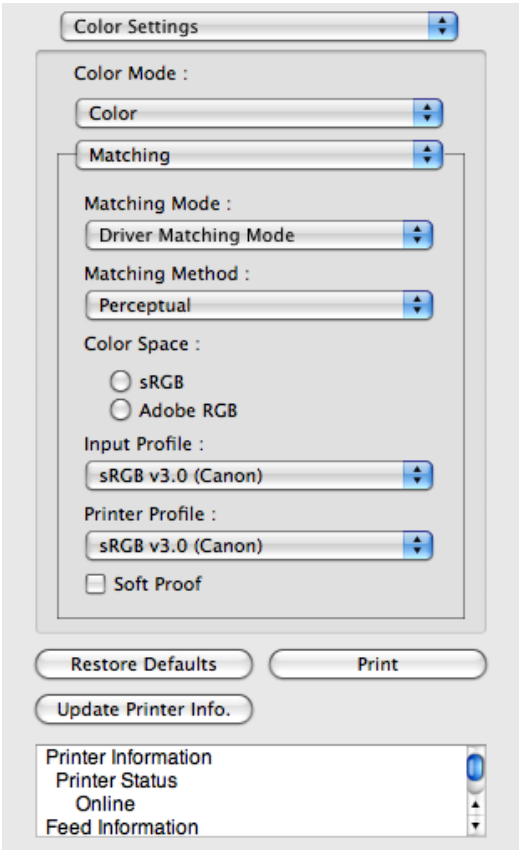 Color Settings
Color Mode :
Color
Matching
Matching Mode :
Driver Matching Mode
Matching Method :
Perceptual
Color Space :
sRGB
Adobe RGB
Input Profile :
sRGB v3.0 (Canon)
Printer Profile :
sRGB v3.0 (Canon)
Soft Proof
Restore Defaults Print
Update Printer Info.
Printer Information
Printer Status
Online
Feed Information